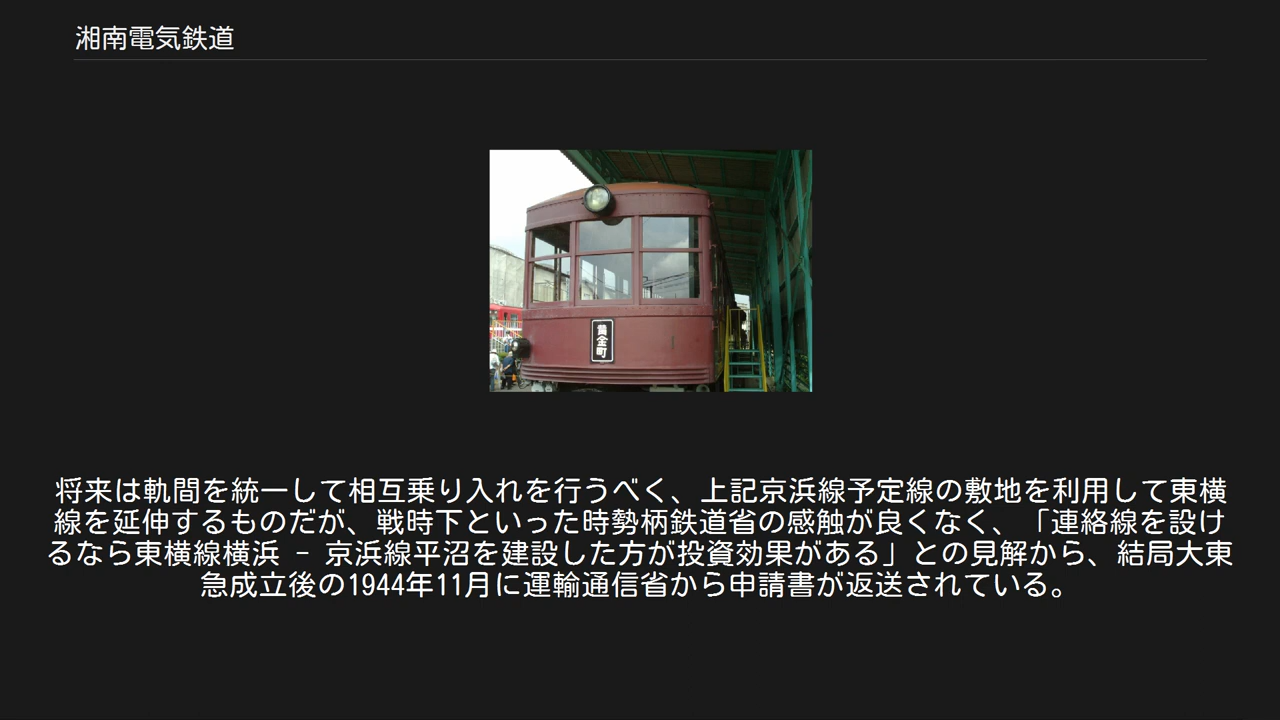 湘南電気鉄道
黄金町
将来は軌間を統一して相互乗り入れを行うべく、上記京浜線予定線の敷地を利用して東横
線を延伸するものだが、戦時下といった時勢柄鉄道省の感触が良くなく、「連絡線を設け
るなら東横線横浜 － 京浜線平沼を建設した方が投資効果がある」との見解から、結局大東
急成立後の1944年11月に運輸通信省から申請書が返送されている。